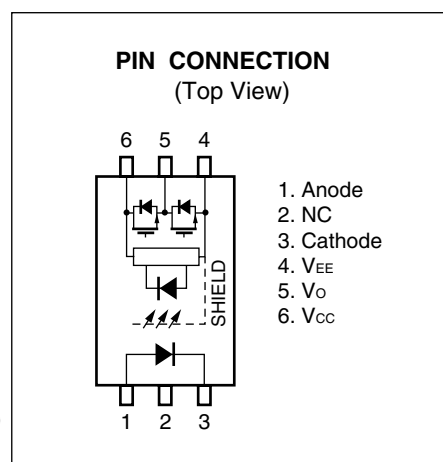 PIN CONNECTION
(Top View)
6 5 4
SHIELD
1 2 3
1. Anode
2. NC
3. Cathode
4. VEE
5. VO
6. VCC